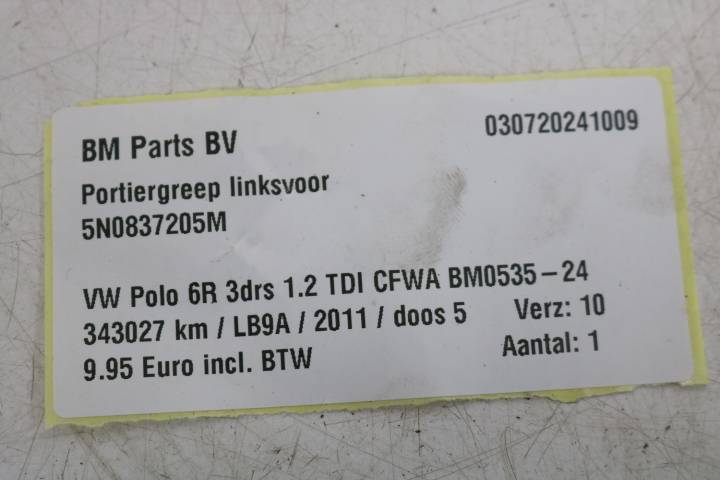 BM Parts BV 030720241009
Portiergreep linksvoor
5N0837205M
VW Polo 6R 3drs 1.2 TDI CFWA BM0535-24
343027 km / LB9A / 2011 / doos 5 Verz: 10
9.95 Euro incl. BTW Aantal: 1